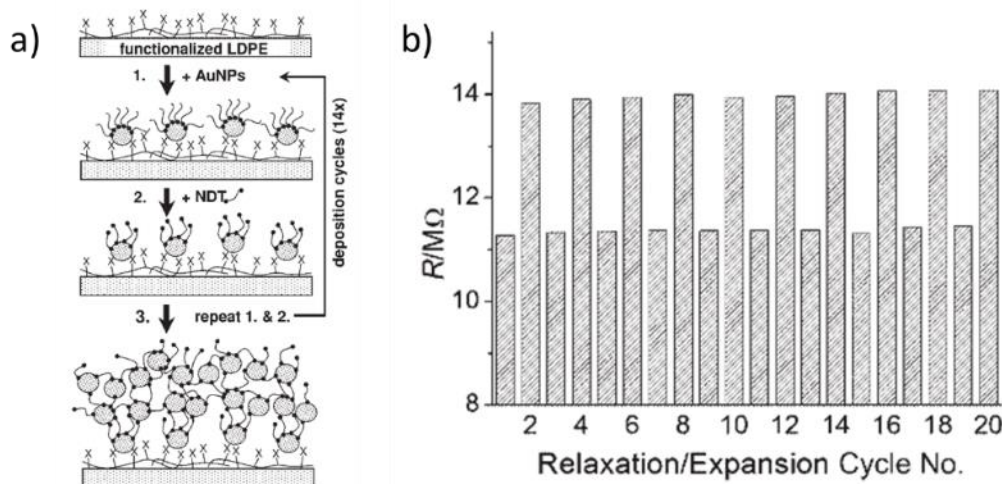 a)
functionalized LDPE
1. + AuNPs
2. + NDT
3. repeat 1. & 2.
deposition cycles (14x)
X X X X X X X X X X X
b)
R/MΩ
14
12
10
8
2 4 6 8 10 12 14 16 18 20
Relaxation/Expansion Cycle No.